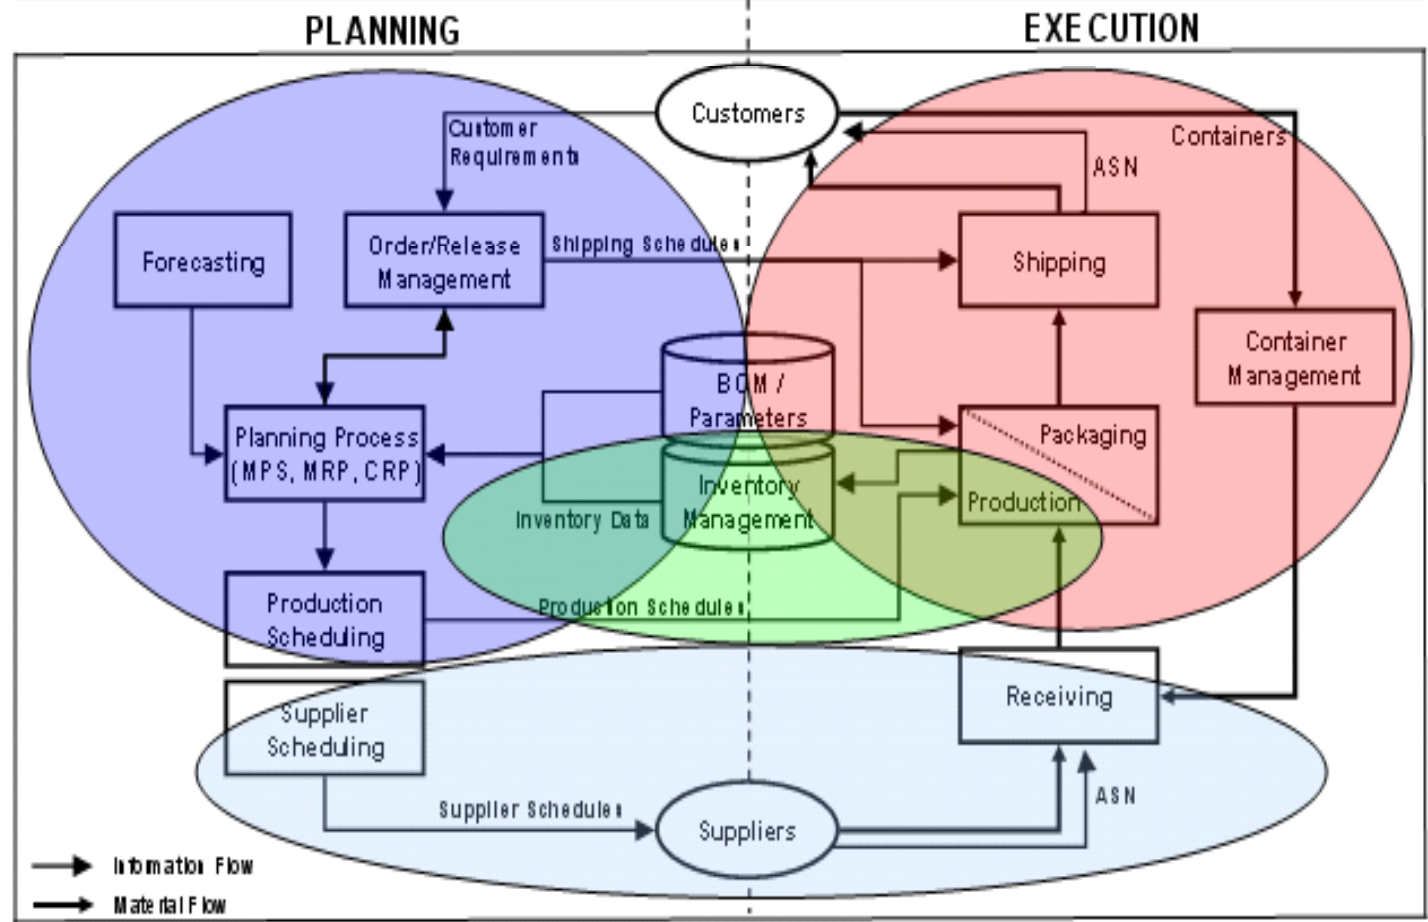 PLANNING
EXECUTION
Customers
Customer
Requirements
Containers
ASN
Forecasting
Order/Release
Management
Shipping Schedules
Shipping
Container
Management
BOM /
Parameters
Planning Process
(MPS, MRP, CRP)
Packaging
Production
Inventory
Management
Inventory Data
Production
Scheduling
Production Schedules
Receiving
Supplier
Scheduling
Supplier Schedules
Suppliers
ASN
Information Flow
Material Flow